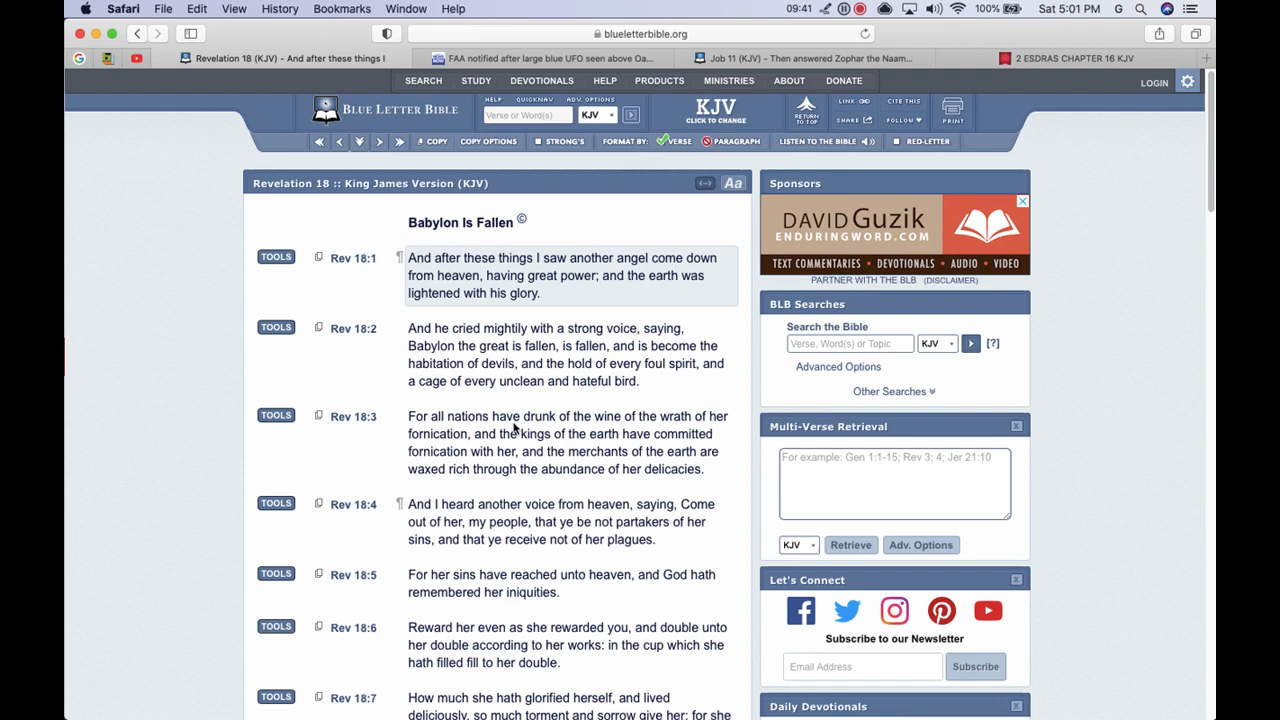 Safari File Edit View History Bookmarks Window Help 09:41 100% Sat 5:01 PM G
blueletterbible.org
Revelation 18 (KJV) - And after these things I
FAA notified after large blue UFO seen above Oa...
Job 11 (KJV) - Then answered Zophar the Naam...
2 ESDRAS CHAPTER 16 KJV
SEARCH STUDY DEVOTIONALS HELP PRODUCTS MINISTRIES ABOUT DONATE
LOGIN
BLUE LETTER BIBLE
HELP QUICKNAV ADV. OPTIONS
Verse or Word(s) KJV
KJV
CLICK TO CHANGE
RETURN
TO TOP
LINK CITE THIS
SHARE FOLLOW
PRINT
COPY COPY OPTIONS STRONG'S FORMAT BY: VERSE PARAGRAPH LISTEN TO THE BIBLE RED-LETTER
Revelation 18 :: King James Version (KJV) Aa
Babylon Is Fallen ©
TOOLS Rev 18:1 ¶ And after these things I saw another angel come down
from heaven, having great power; and the earth was
lightened with his glory.
TOOLS Rev 18:2 And he cried mightily with a strong voice, saying,
Babylon the great is fallen, is fallen, and is become the
habitation of devils, and the hold of every foul spirit, and
a cage of every unclean and hateful bird.
TOOLS Rev 18:3 For all nations have drunk of the wine of the wrath of her
fornication, and the kings of the earth have committed
fornication with her, and the merchants of the earth are
waxed rich through the abundance of her delicacies.
TOOLS Rev 18:4 ¶ And I heard another voice from heaven, saying, Come
out of her, my people, that ye be not partakers of her
sins, and that ye receive not of her plagues.
TOOLS Rev 18:5 For her sins have reached unto heaven, and God hath
remembered her iniquities.
TOOLS Rev 18:6 Reward her even as she rewarded you, and double unto
her double according to her works: in the cup which she
hath filled fill to her double.
TOOLS Rev 18:7 How much she hath glorified herself, and lived
deliciously, so much torment and sorrow give her: for she
Sponsors
DAVID GUZIK
ENDURINGWORD.COM
TEXT COMMENTARIES • DEVOTIONALS • AUDIO • VIDEO
PARTNER WITH THE BLB (DISCLAIMER)
BLB Searches
Search the Bible
Verse, Word(s) or Topic KJV [?]
Advanced Options
Other Searches
Multi-Verse Retrieval
For example: Gen 1:1-15; Rev 3; 4; Jer 21:10
KJV Retrieve Adv. Options
Let's Connect
Subscribe to our Newsletter
Email Address Subscribe
Daily Devotionals